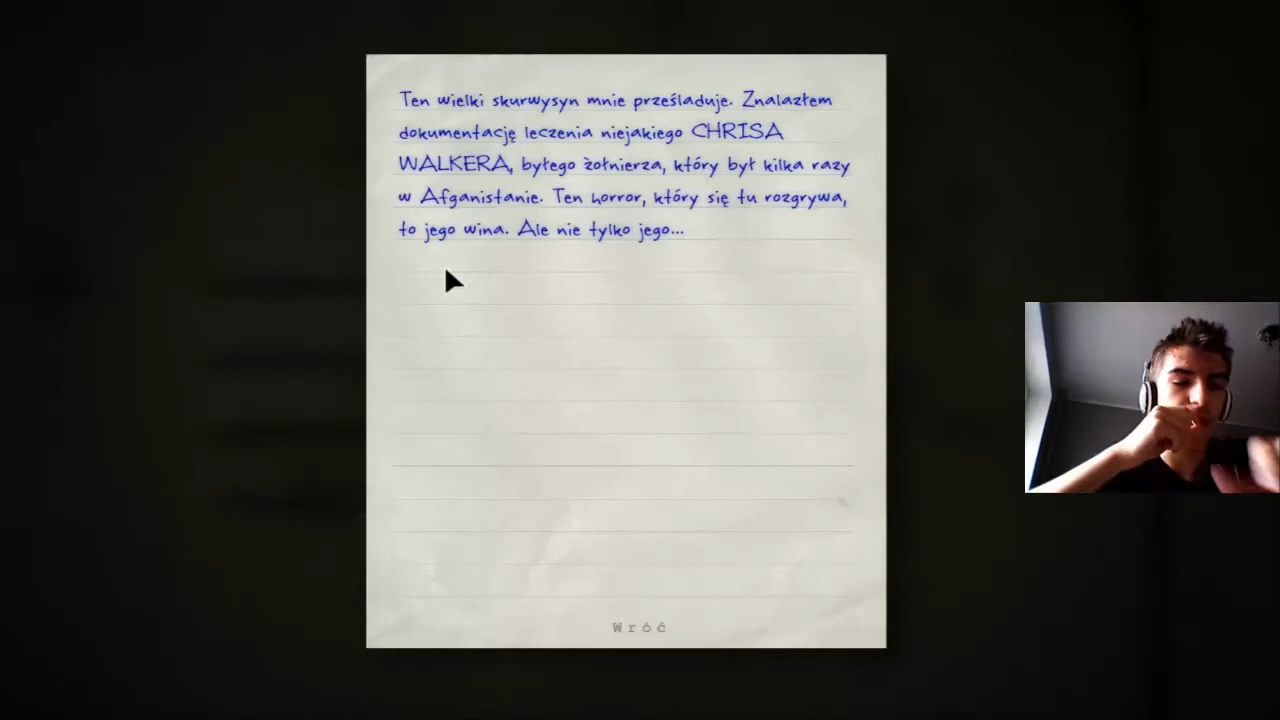 Ten wielki skurwysyn mnie prześladuje. Znalazłem
dokumentację leczenia niejakiego CHRISA
WALKERA, byłego żołnierza, który był kilka razy
w Afganistanie. Ten horror, który się tu rozgrywa,
to jego wina. Ale nie tylko jego...
Wróć